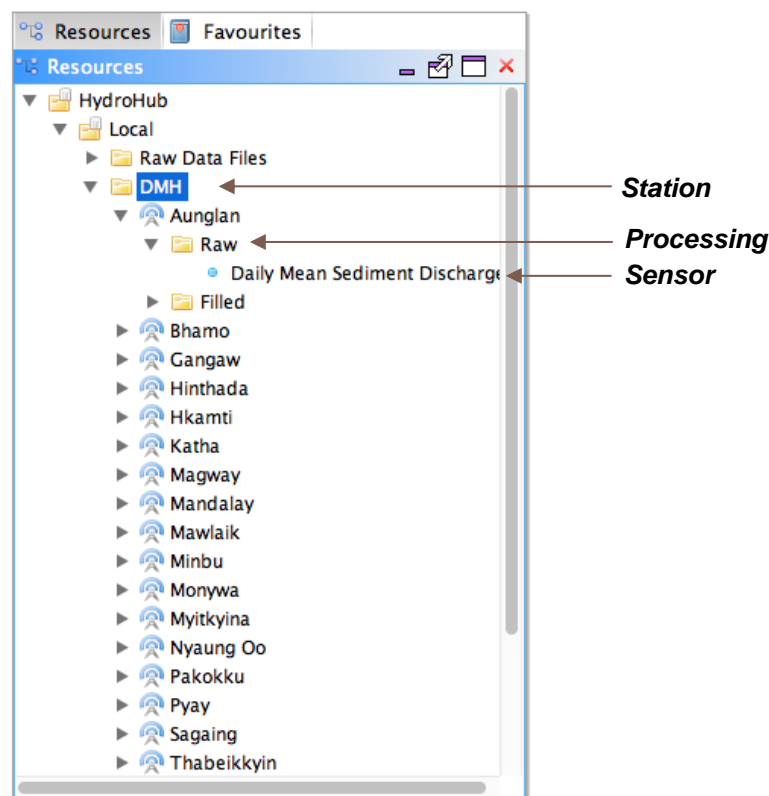 Resources Favourites
Resources
HydroHub
Local
Raw Data Files
DMH Station
Aunglan
Raw Processing
Daily Mean Sediment Discharge Sensor
Filled
Bhamo
Gangaw
Hinthada
Hkamti
Katha
Magway
Mandalay
Mawlaik
Minbu
Monywa
Myitkyina
Nyaung Oo
Pakokku
Pyay
Sagaing
Thabeikkyin